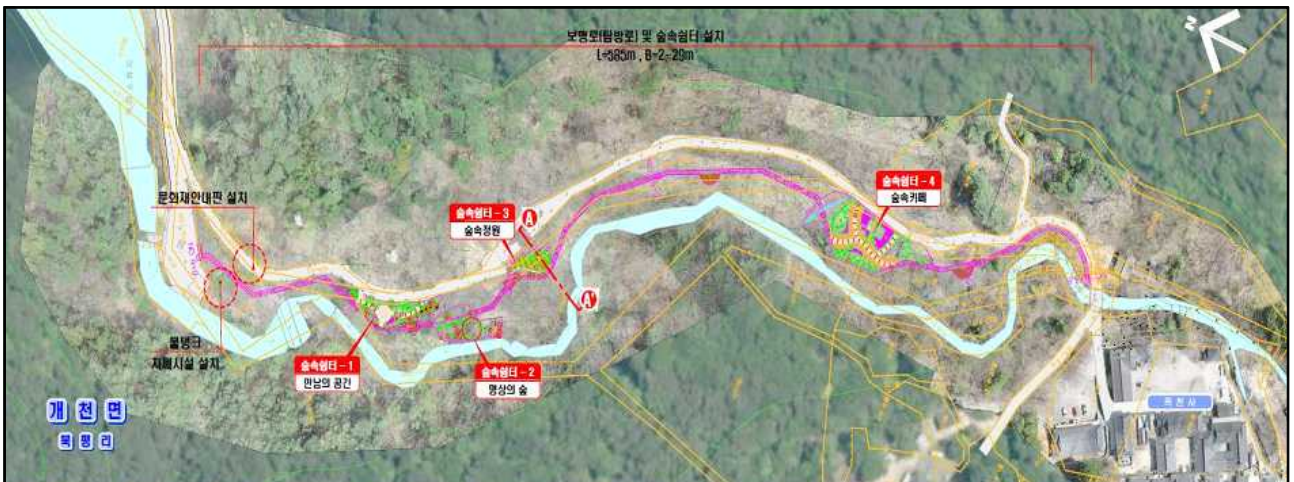 보행로(탐방로) 및 숲속쉼터 설치
L=585m , B=2~29m
N
문화재안내판 설치
숲속쉼터 - 3
숲속정원
A
숲속쉼터 - 4
숲속카페
A'
물탱크
차폐시설 설치
숲속쉼터 - 1
만남의 공간
숲속쉼터 - 2
명상의 숲
개천면
북평리
옥천사